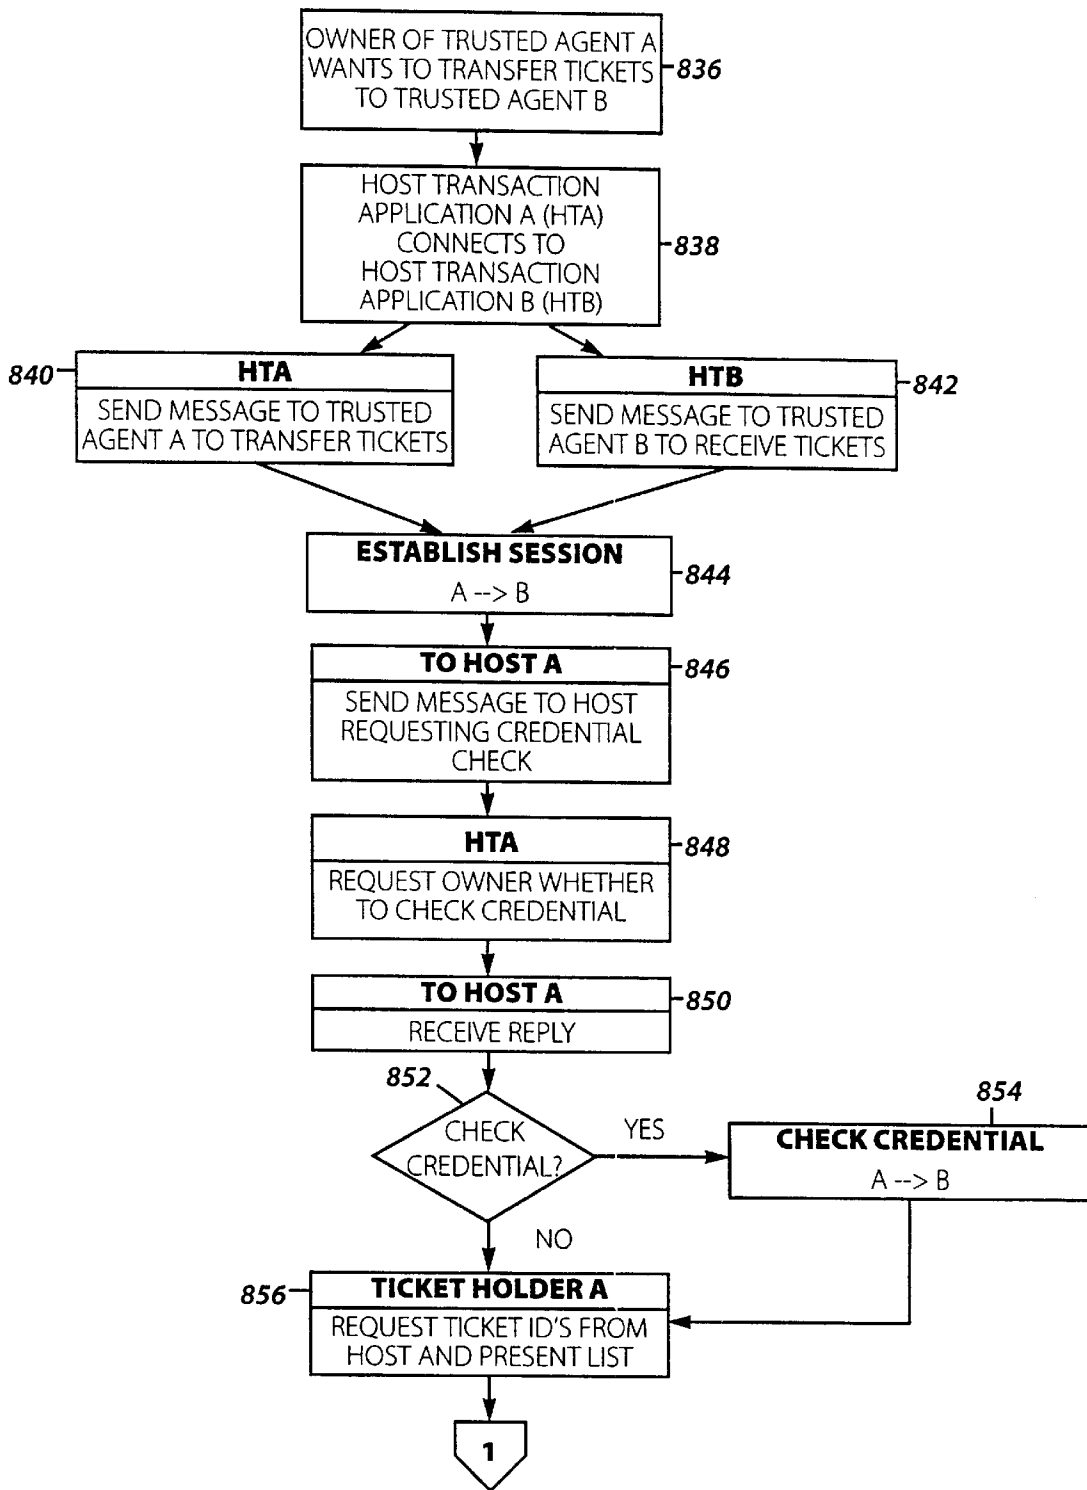 OWNER OF TRUSTED AGENT A
WANTS TO TRANSFER TICKETS
TO TRUSTED AGENT B
836
HOST TRANSACTION
APPLICATION A (HTA)
CONNECTS TO
HOST TRANSACTION
APPLICATION B (HTB)
838
840
HTA
SEND MESSAGE TO TRUSTED
AGENT A TO TRANSFER TICKETS
HTB
842
SEND MESSAGE TO TRUSTED
AGENT B TO RECEIVE TICKETS
ESTABLISH SESSION
A --> B
844
TO HOST A
846
SEND MESSAGE TO HOST
REQUESTING CREDENTIAL
CHECK
HTA
848
REQUEST OWNER WHETHER
TO CHECK CREDENTIAL
TO HOST A
850
RECEIVE REPLY
852
CHECK
CREDENTIAL?
YES
854
CHECK CREDENTIAL
A --> B
NO
856
TICKET HOLDER A
REQUEST TICKET ID'S FROM
HOST AND PRESENT LIST
1